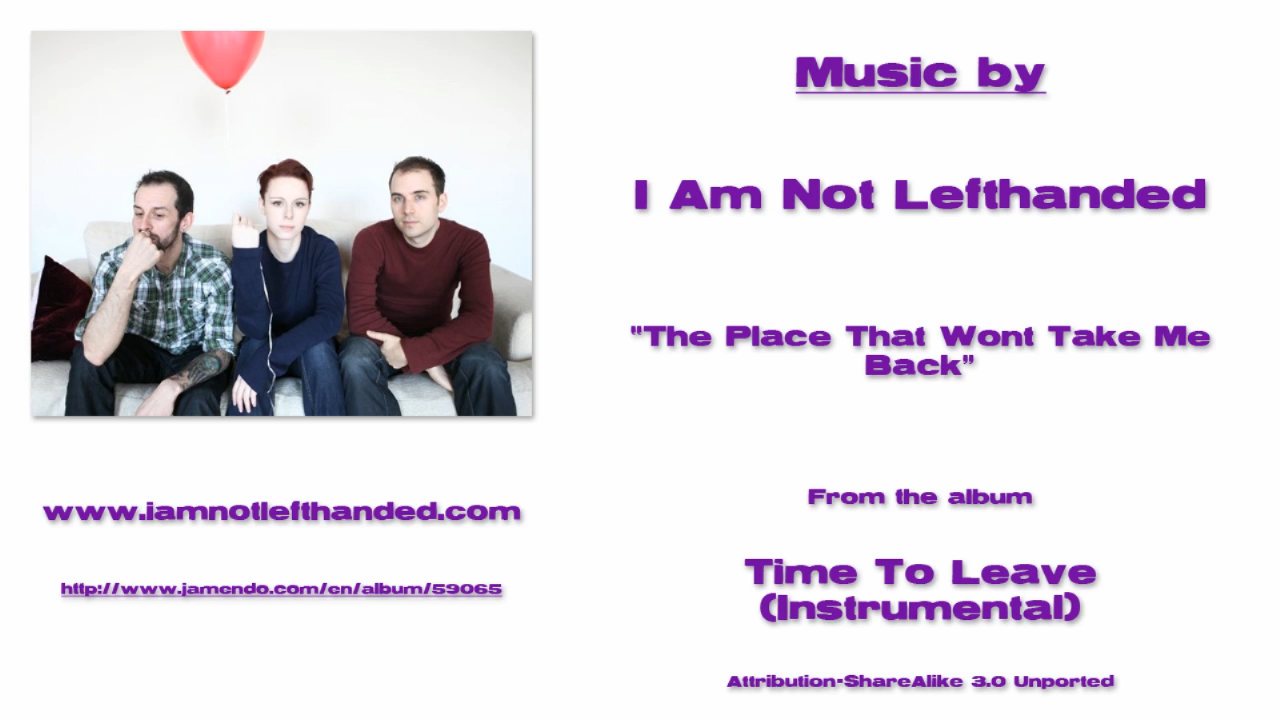 Music by
I Am Not Lefthanded
"The Place That Wont Take Me
Back"
From the album
Time To Leave
(Instrumental)
Attribution-ShareAlike 3.0 Unported
www.iamnotlefthanded.com
http://www.jamendo.com/en/album/59065